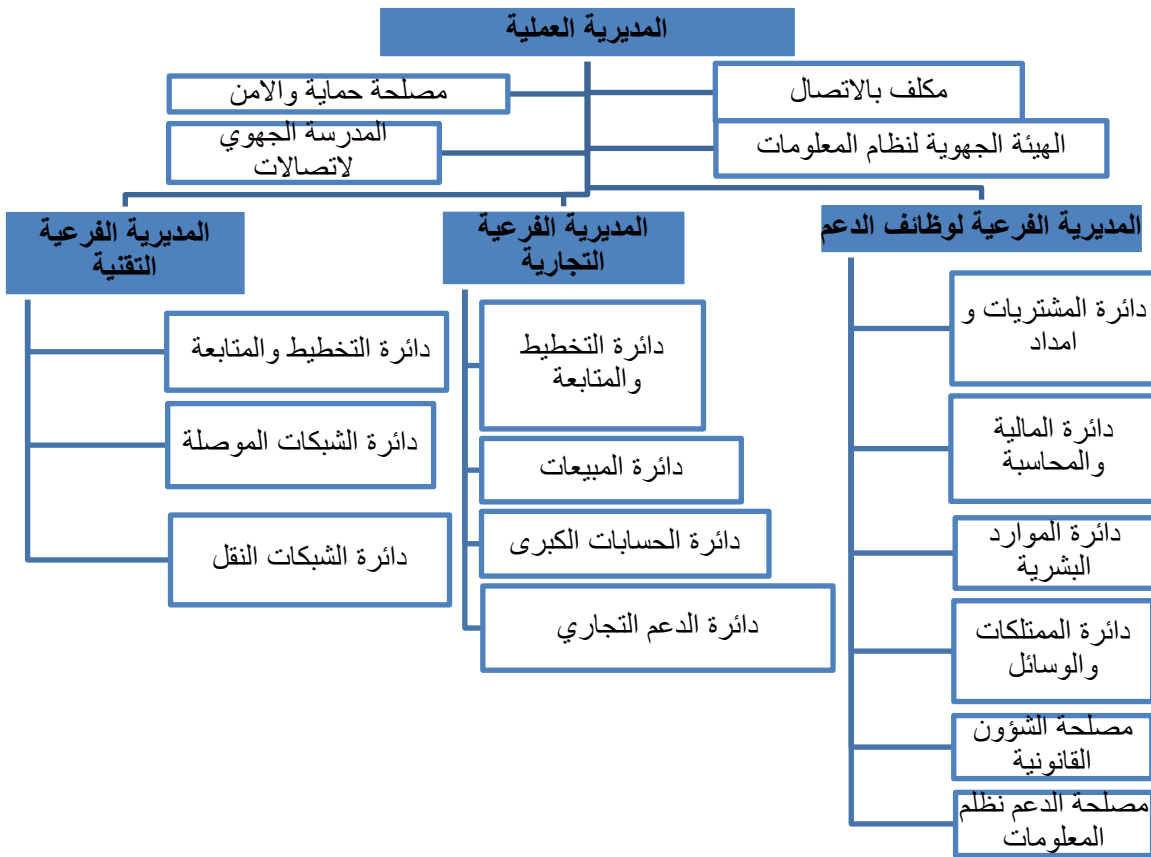 المديرية العملية
مكلف بالاتصال
مصلحة حماية والامن
الهيئة الجهوية لنظام المعلومات
المدرسة الجهوي
لاتصالات
المديرية الفرعية لوظائف الدعم
دائرة المشتريات و
امداد
دائرة المالية
والمحاسبة
دائرة الموارد
البشرية
دائرة الممتلكات
والوسائل
مصلحة الشؤون
القانونية
مصلحة الدعم نظلم
المعلومات
المديرية الفرعية
التجارية
دائرة التخطيط
والمتابعة
دائرة المبيعات
دائرة الحسابات الكبرى
دائرة الدعم التجاري
المديرية الفرعية
التقنية
دائرة التخطيط والمتابعة
دائرة الشبكات الموصلة
دائرة الشبكات النقل